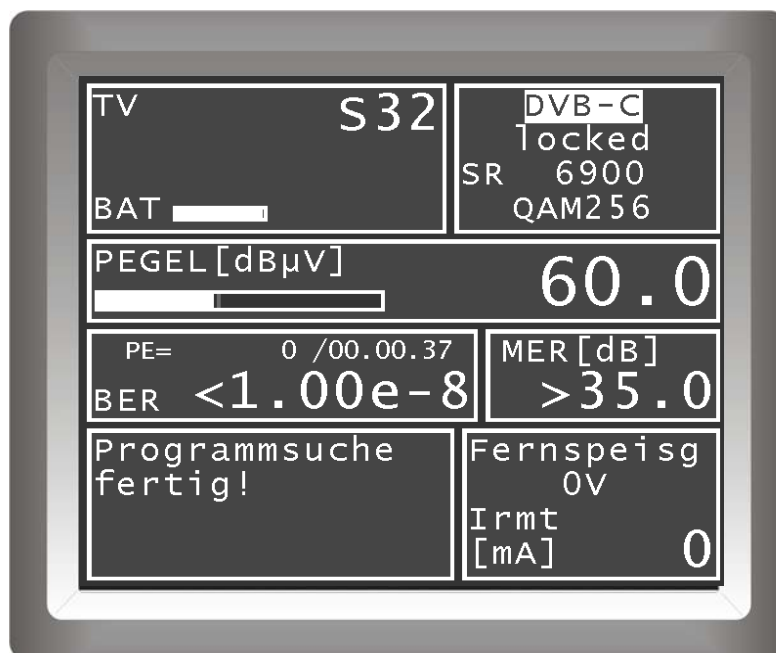 TV S32
BAT
DVB-C
locked
SR 6900
QAM256
PEGEL[dBµV]
60.0
PE= 0 /00.00.37
BER <1.00e-8
MER[dB]
>35.0
Programmsuche
fertig!
Fernspeisg
0V
Irmt
[mA] 0